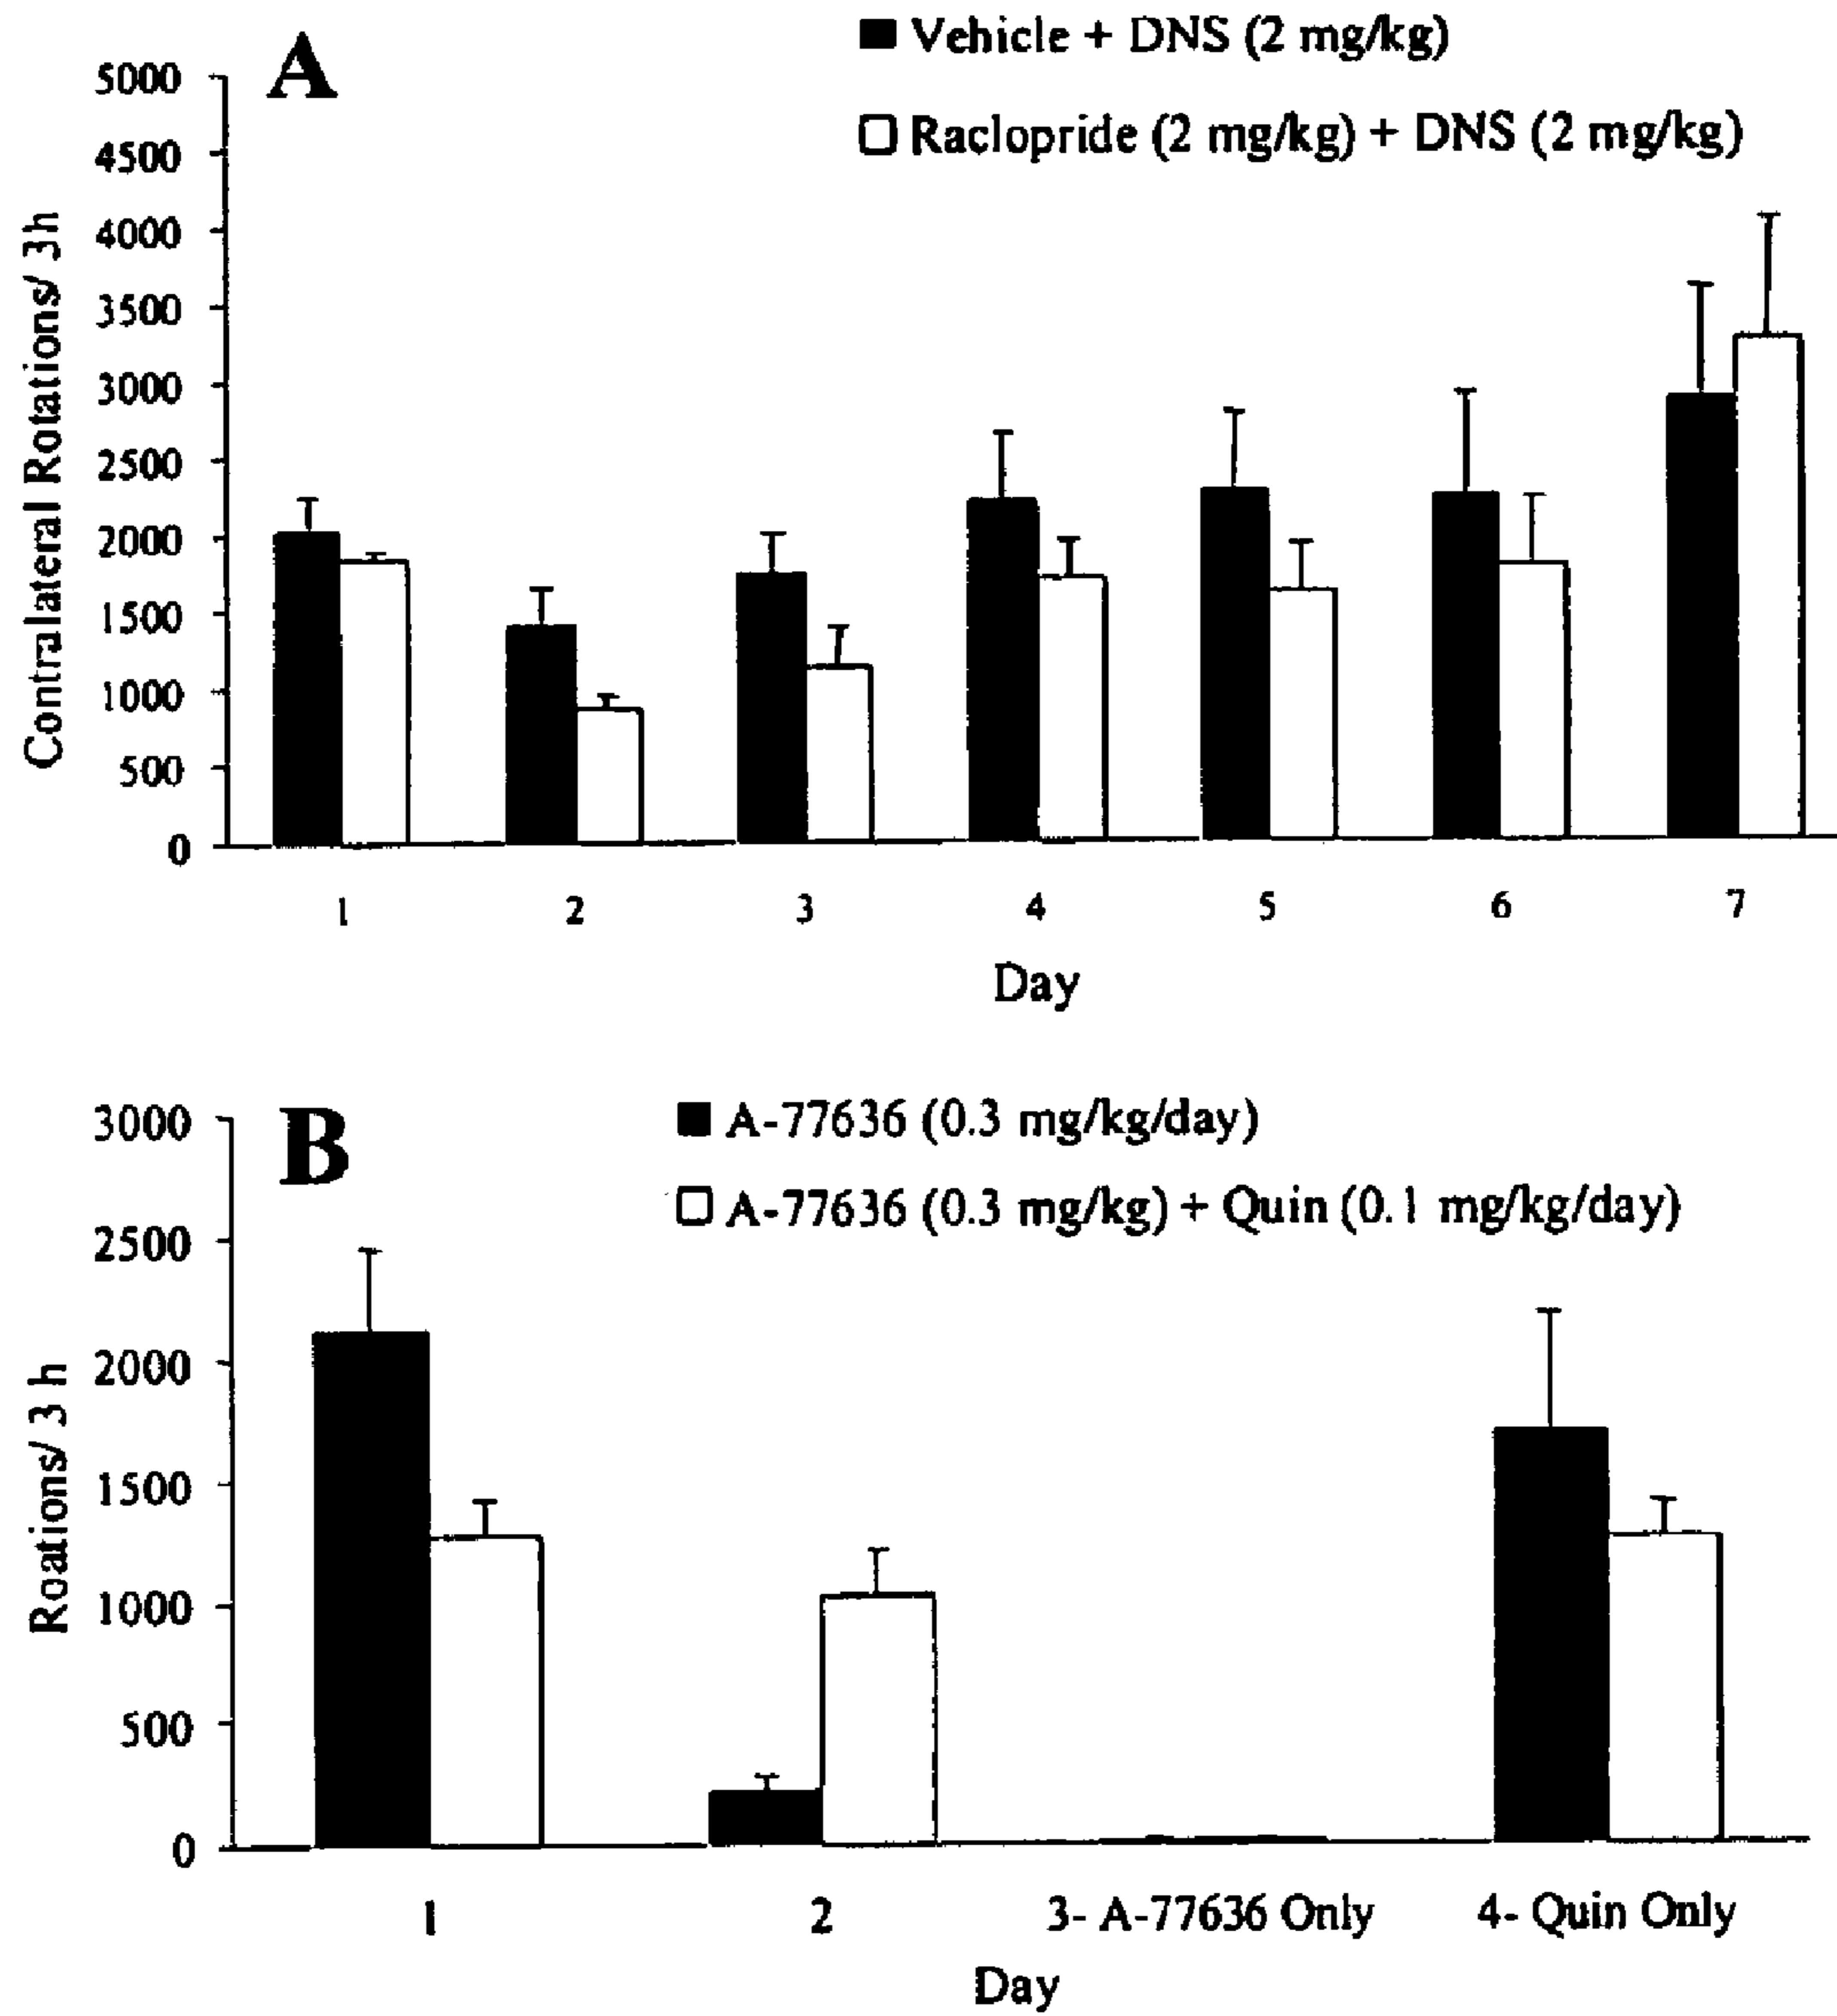 A
■ Vehicle + DNS (2 mg/kg)
□ Raclopride (2 mg/kg) + DNS (2 mg/kg)
Contralateral Rotations/ 3h
5000
4500
4000
3500
3000
2500
2000
1500
1000
500
0
1 2 3 4 5 6 7
Day
B
■ A-77636 (0.3 mg/kg/day)
□ A-77636 (0.3 mg/kg) + Quin (0.1 mg/kg/day)
Roations/ 3 h
3000
2500
2000
1500
1000
500
0
1 2 3- A-77636 Only 4- Quin Only
Day